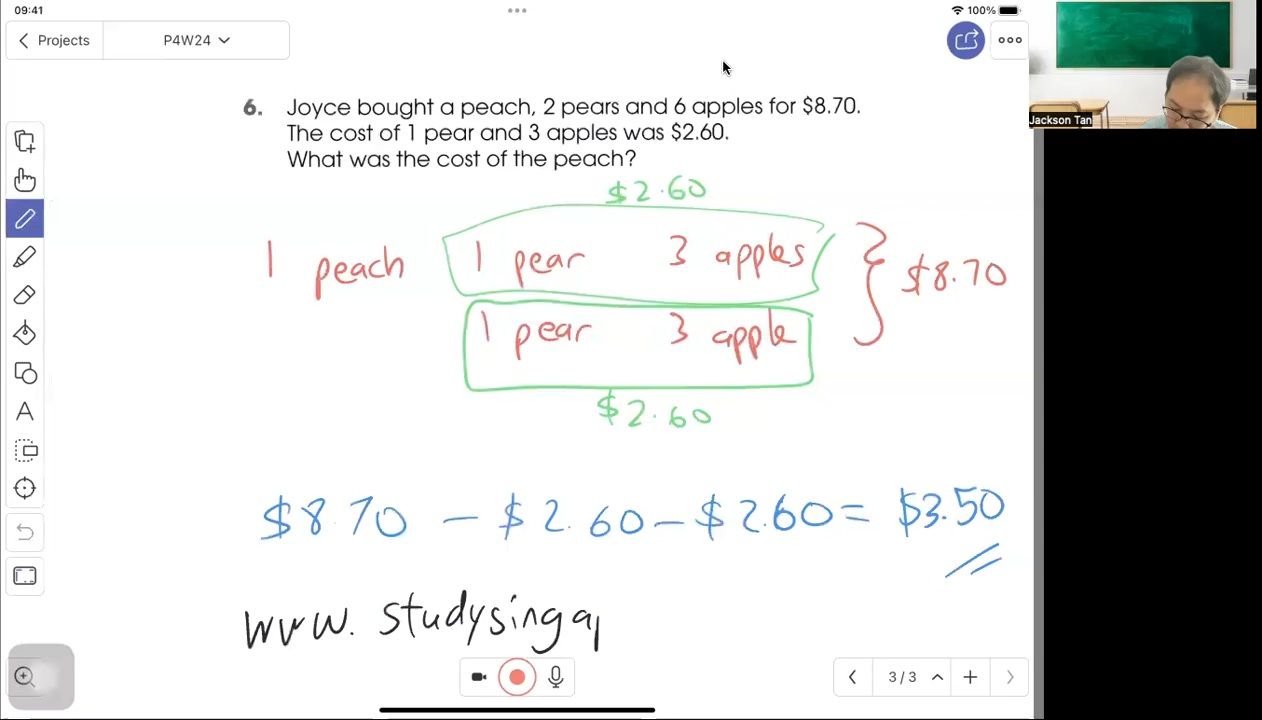 09:41
100%
Projects
P4W24
Jackson Tan
6. Joyce bought a peach, 2 pears and 6 apples for $8.70.
The cost of 1 pear and 3 apples was $2.60.
What was the cost of the peach?
$2.60
1 peach 1 pear 3 apples
$8.70
1 pear 3 apple
$2.60
A
$8.70 - $2.60 - $2.60 = $3.50
www. studysingap
3/3